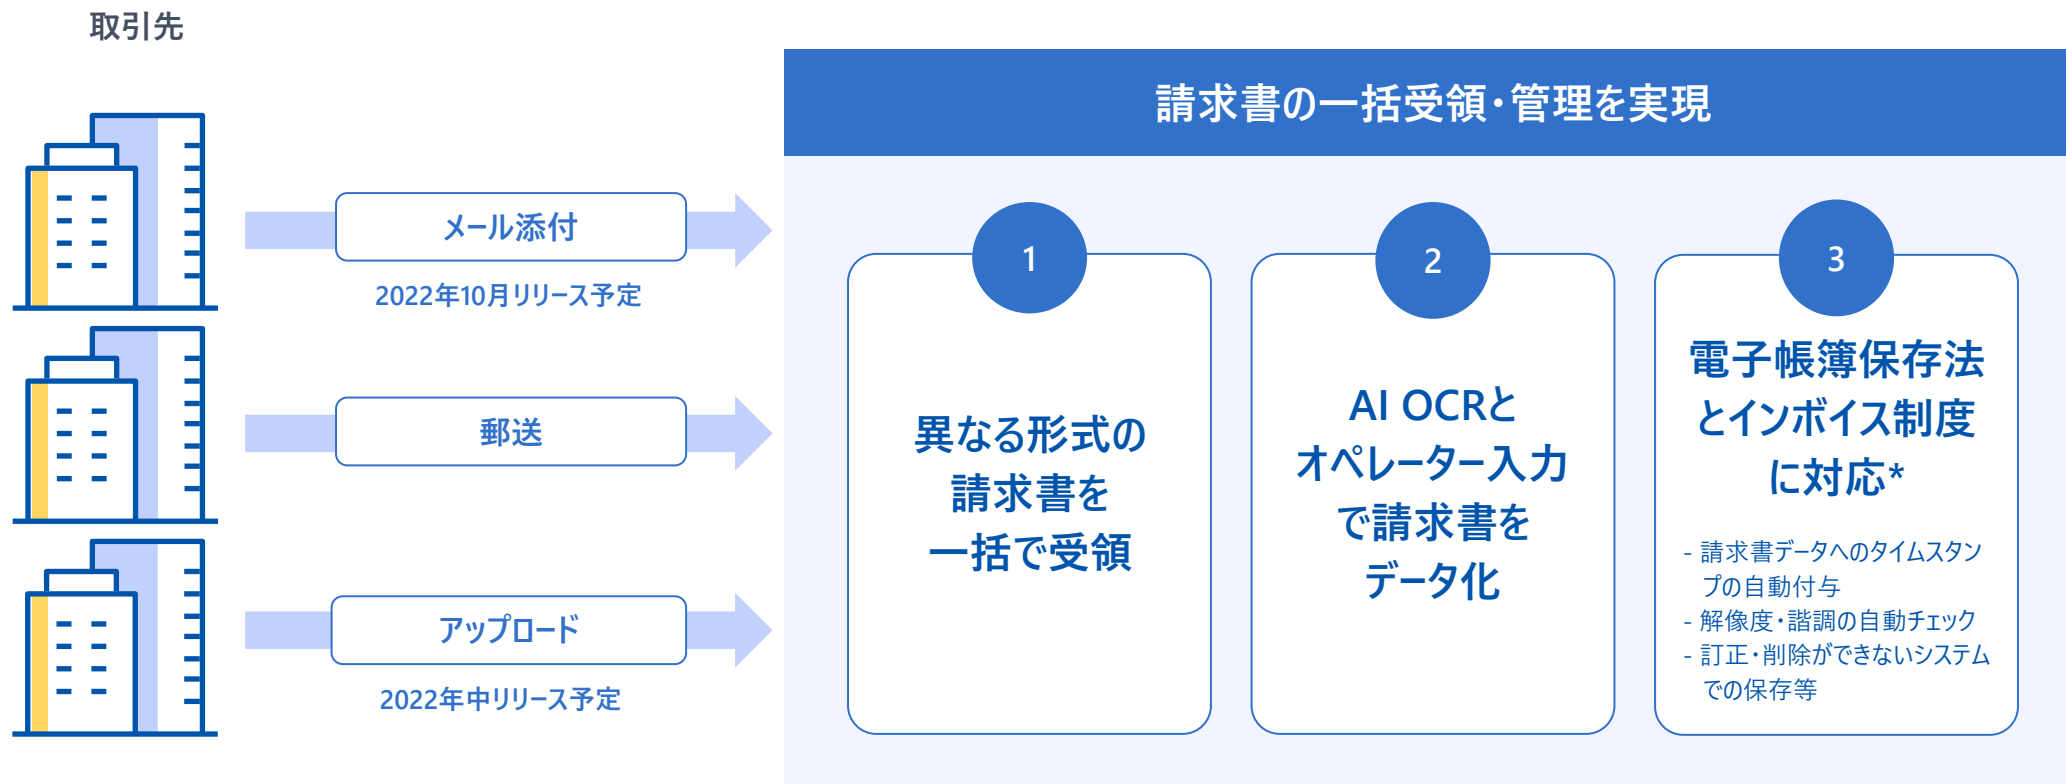 取引先
請求書の一括受領・管理を実現
メール添付
2022年10月リリース予定
郵送
アップロード
2022年中リリース予定
1
異なる形式の
請求書を
一括で受領
2
AI OCRと
オペレーター入力
で請求書を
データ化
3
電子帳簿保存法
とインボイス制度
に対応*
- 請求書データへのタイムスタン
プの自動付与
- 解像度・諧調の自動チェック
- 訂正・削除ができないシステム
での保存等